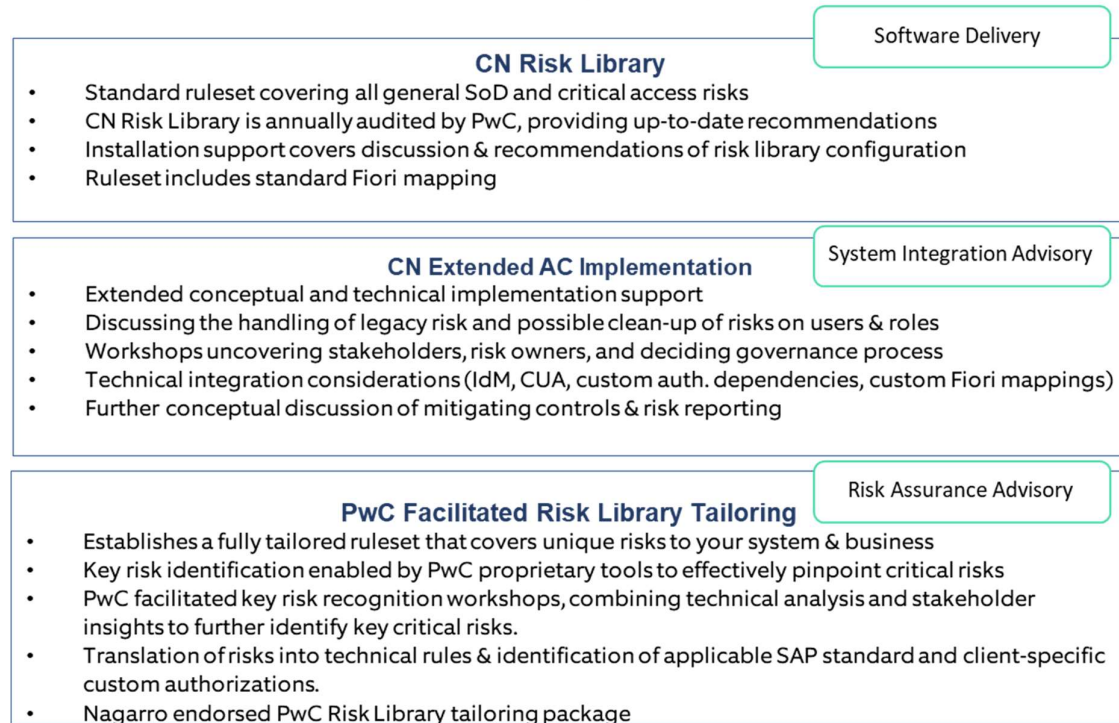 Software Delivery
CN Risk Library
• Standard ruleset covering all general SoD and critical access risks
• CN Risk Library is annually audited by PwC, providing up-to-date recommendations
• Installation support covers discussion & recommendations of risk library configuration
• Ruleset includes standard Fiori mapping
System Integration Advisory
CN Extended AC Implementation
• Extended conceptual and technical implementation support
• Discussing the handling of legacy risk and possible clean-up of risks on users & roles
• Workshops uncovering stakeholders, risk owners, and deciding governance process
• Technical integration considerations (IdM, CUA, custom auth. dependencies, custom Fiori mappings)
• Further conceptual discussion of mitigating controls & risk reporting
Risk Assurance Advisory
PwC Facilitated Risk Library Tailoring
• Establishes a fully tailored ruleset that covers unique risks to your system & business
• Key risk identification enabled by PwC proprietary tools to effectively pinpoint critical risks
• PwC facilitated key risk recognition workshops, combining technical analysis and stakeholder
insights to further identify key critical risks.
• Translation of risks into technical rules & identification of applicable SAP standard and client-specific
custom authorizations.
• Nagarro endorsed PwC Risk Library tailoring package